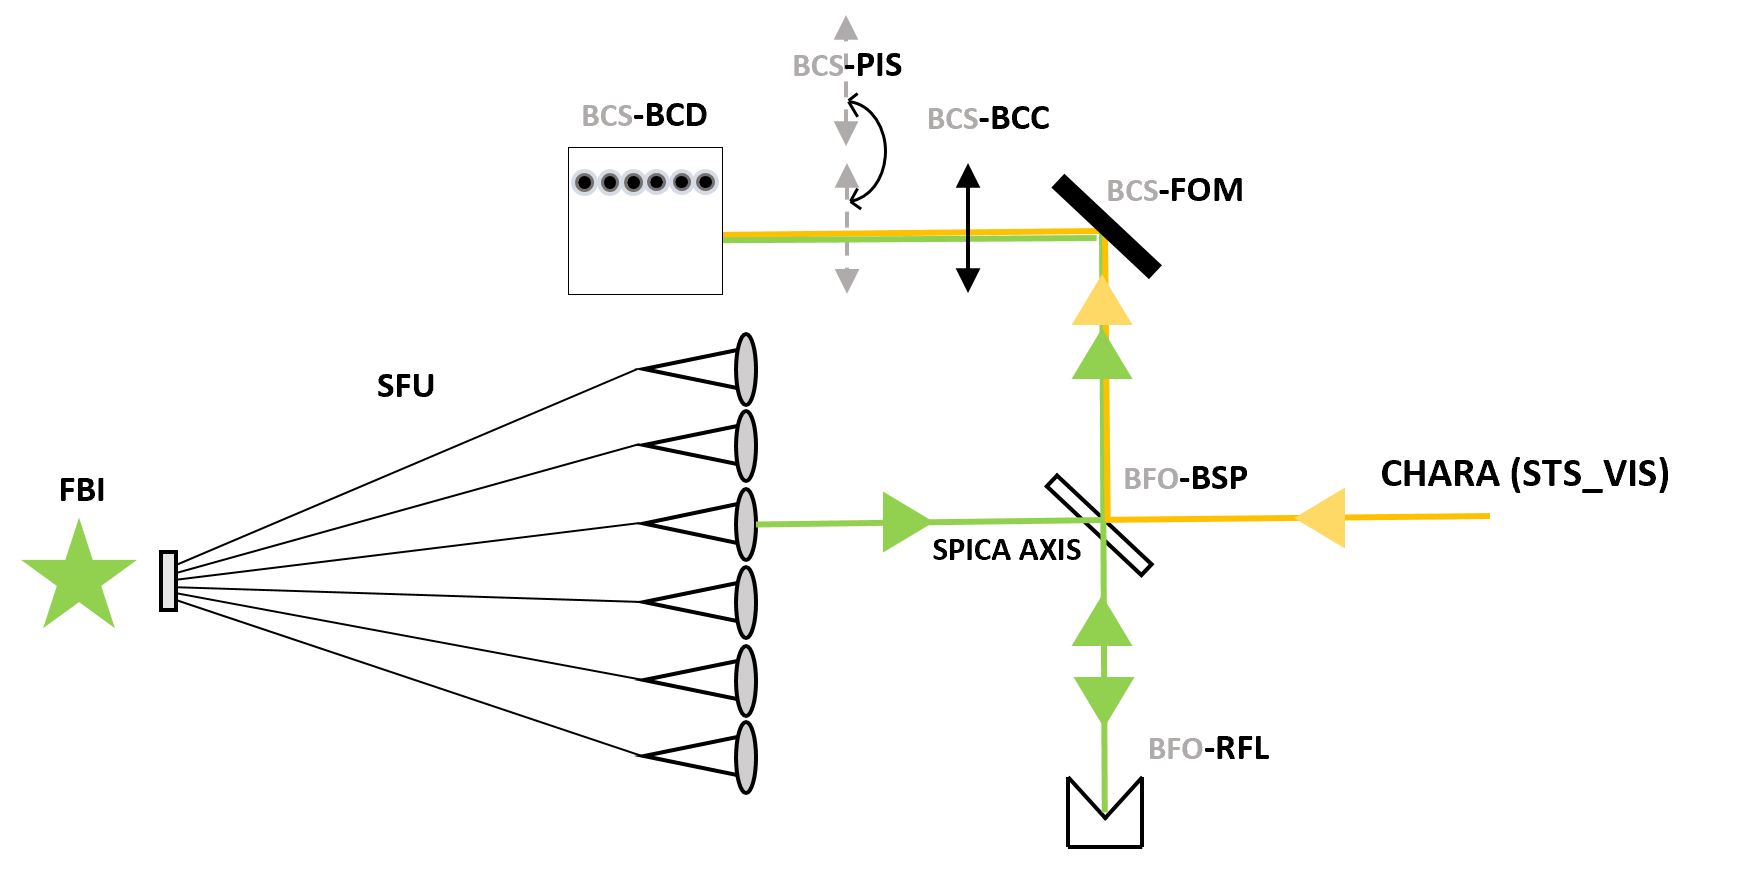 BCS-PIS
BCS-BCD
BCS-BCC
BCS-FOM
SFU
FBI
BFO-BSP
CHARA (STS_VIS)
SPICA AXIS
BFO-RFL